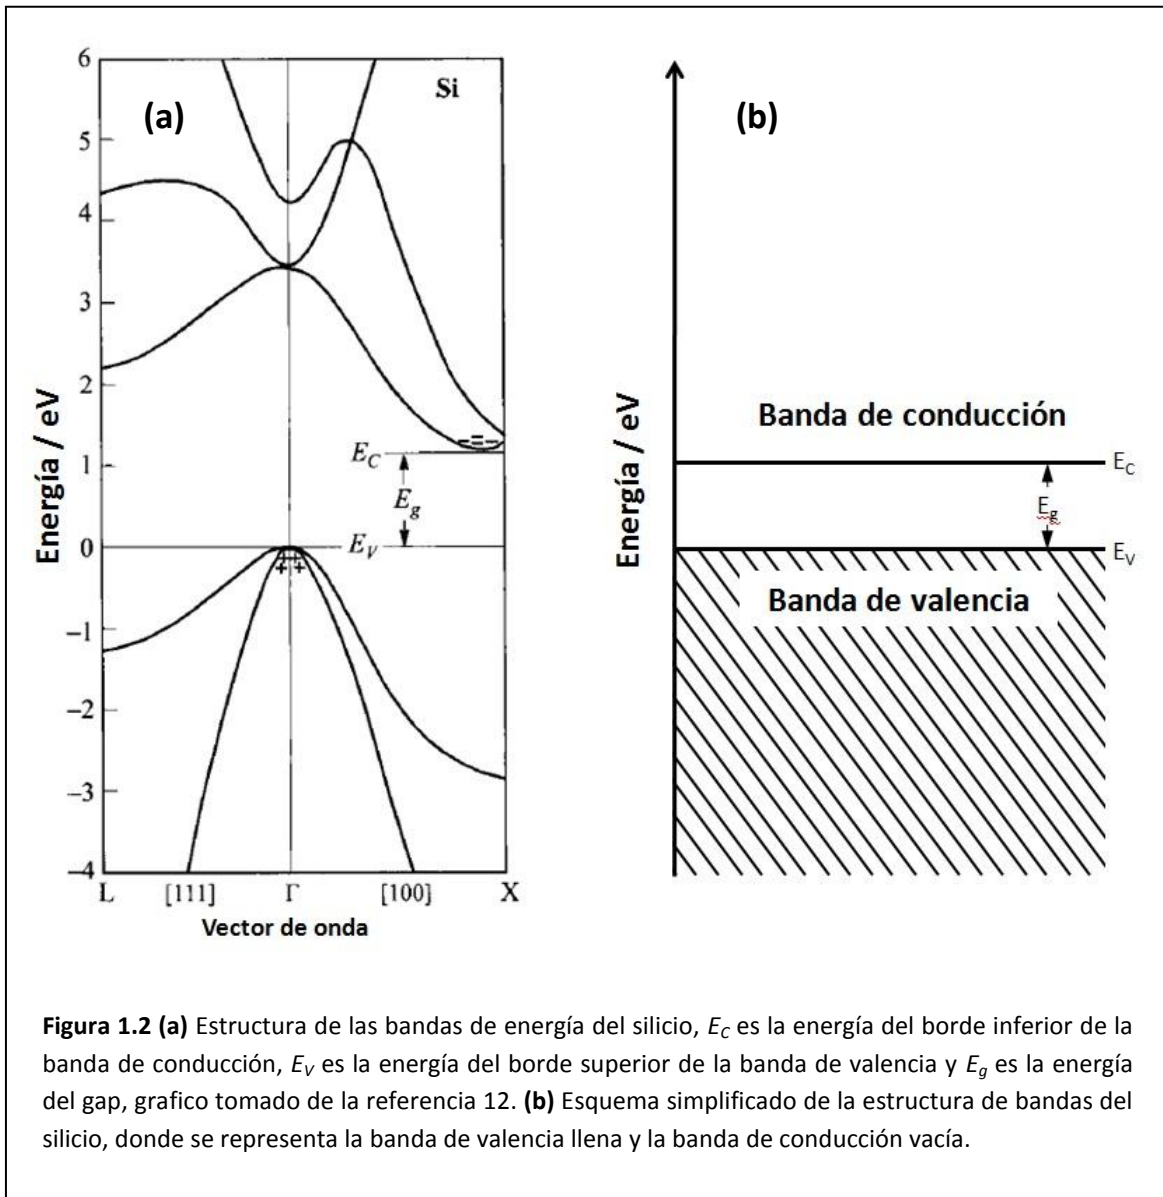 6
5
4
3
2
1
0
−1
−2
−3
−4
Energía / eV
(a)
Si
E_C
E_g
E_V
L [111] Γ [100] X
Vector de onda
(b)
Energía / eV
Banda de conducción
E_C
E_g
E_V
Banda de valencia
Figura 1.2 (a) Estructura de las bandas de energía del silicio, E_C es la energía del borde inferior de la
banda de conducción, E_V es la energía del borde superior de la banda de valencia y E_g es la energía
del gap, grafico tomado de la referencia 12. (b) Esquema simplificado de la estructura de bandas del
silicio, donde se representa la banda de valencia llena y la banda de conducción vacía.